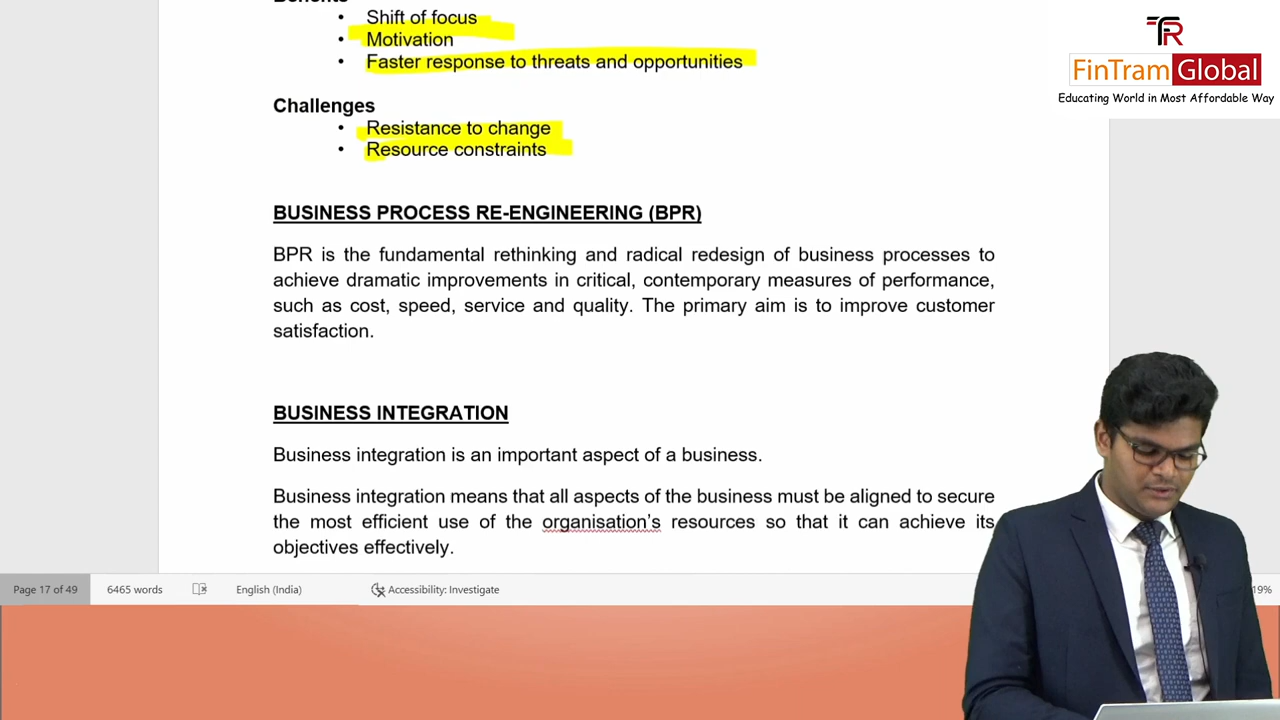 Benefits
• Shift of focus
• Motivation
• Faster response to threats and opportunities
Challenges
• Resistance to change
• Resource constraints
BUSINESS PROCESS RE-ENGINEERING (BPR)
BPR is the fundamental rethinking and radical redesign of business processes to
achieve dramatic improvements in critical, contemporary measures of performance,
such as cost, speed, service and quality. The primary aim is to improve customer
satisfaction.
BUSINESS INTEGRATION
Business integration is an important aspect of a business.
Business integration means that all aspects of the business must be aligned to secure
the most efficient use of the organisation's resources so that it can achieve its
objectives effectively.
Page 17 of 49 6465 words English (India) Accessibility: Investigate 19%
FinTram Global
Educating World in Most Affordable Way